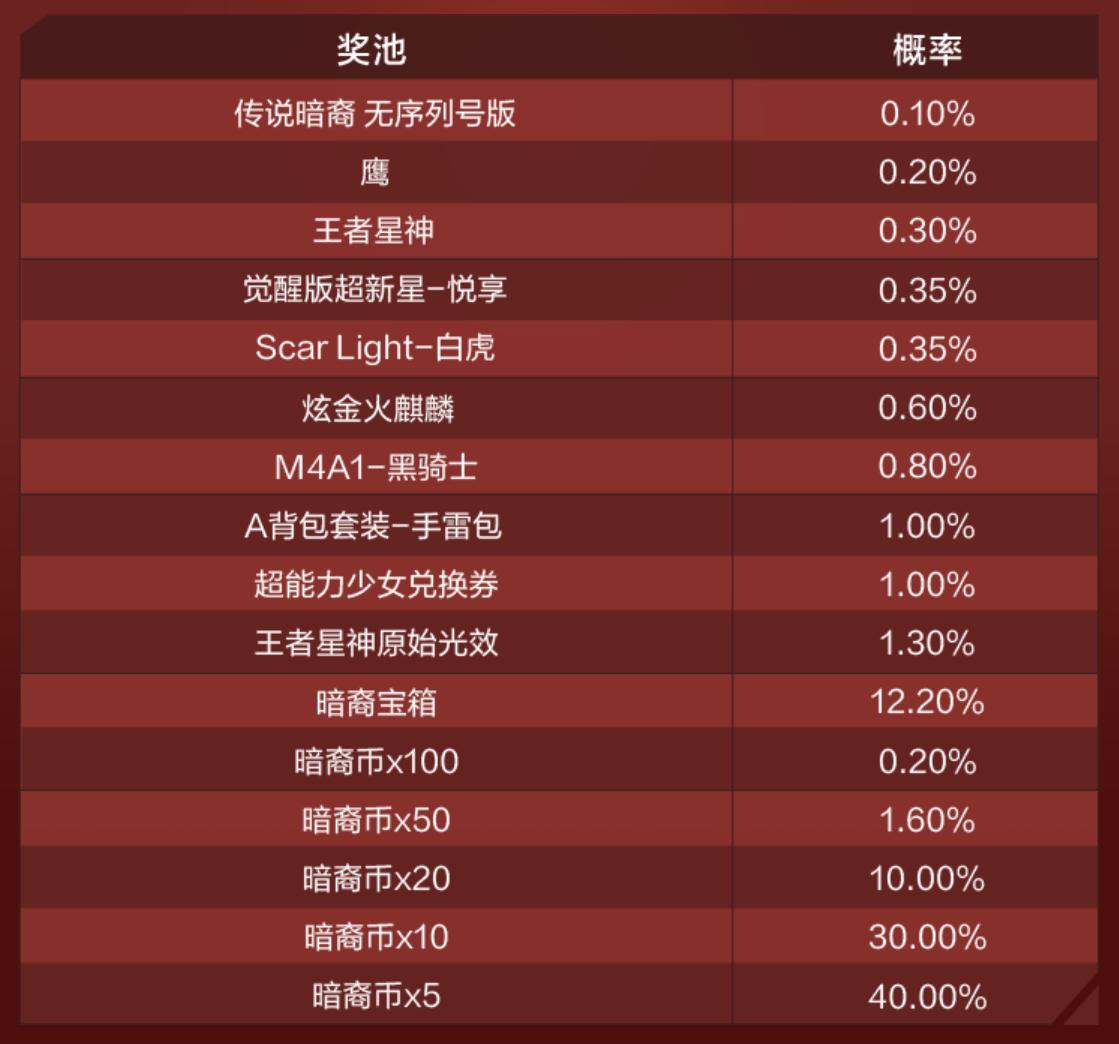 奖池 概率
传说暗裔 无序列号版 0.10%
鹰 0.20%
王者星神 0.30%
觉醒版超新星-悦享 0.35%
Scar Light-白虎 0.35%
炫金火麒麟 0.60%
M4A1-黑骑士 0.80%
A背包套装-手雷包 1.00%
超能力少女兑换券 1.00%
王者星神原始光效 1.30%
暗裔宝箱 12.20%
暗裔币x100 0.20%
暗裔币x50 1.60%
暗裔币x20 10.00%
暗裔币x10 30.00%
暗裔币x5 40.00%